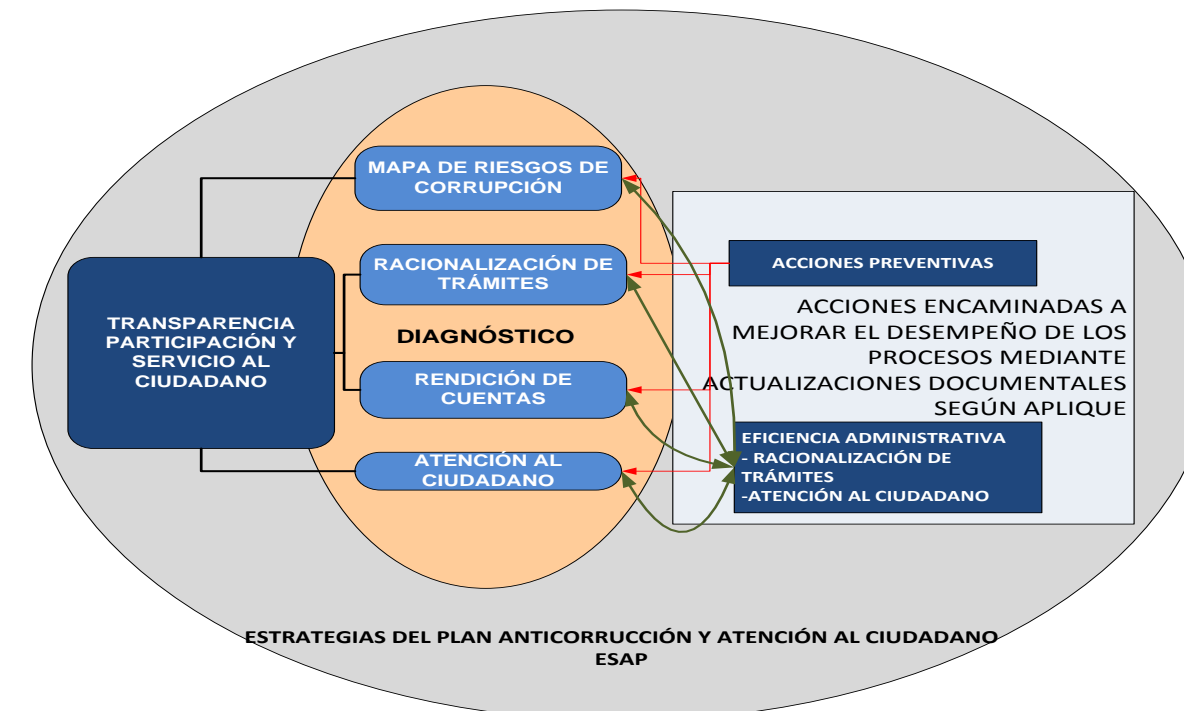 MAPA DE RIESGOS DE
CORRUPCIÓN
RACIONALIZACIÓN DE
TRÁMITES
DIAGNÓSTICO
RENDICIÓN DE
CUENTAS
ATENCIÓN AL
CIUDADANO
TRANSPARENCIA
PARTICIPACIÓN Y
SERVICIO AL
CIUDADANO
ACCIONES PREVENTIVAS
ACCIONES ENCAMINADAS A
MEJORAR EL DESEMPEÑO DE LOS
PROCESOS MEDIANTE
ACTUALIZACIONES DOCUMENTALES
SEGÚN APLIQUE
EFICIENCIA ADMINISTRATIVA
- RACIONALIZACIÓN DE
TRÁMITES
-ATENCIÓN AL CIUDADANO
ESTRATEGIAS DEL PLAN ANTICORRUCCIÓN Y ATENCIÓN AL CIUDADANO
ESAP